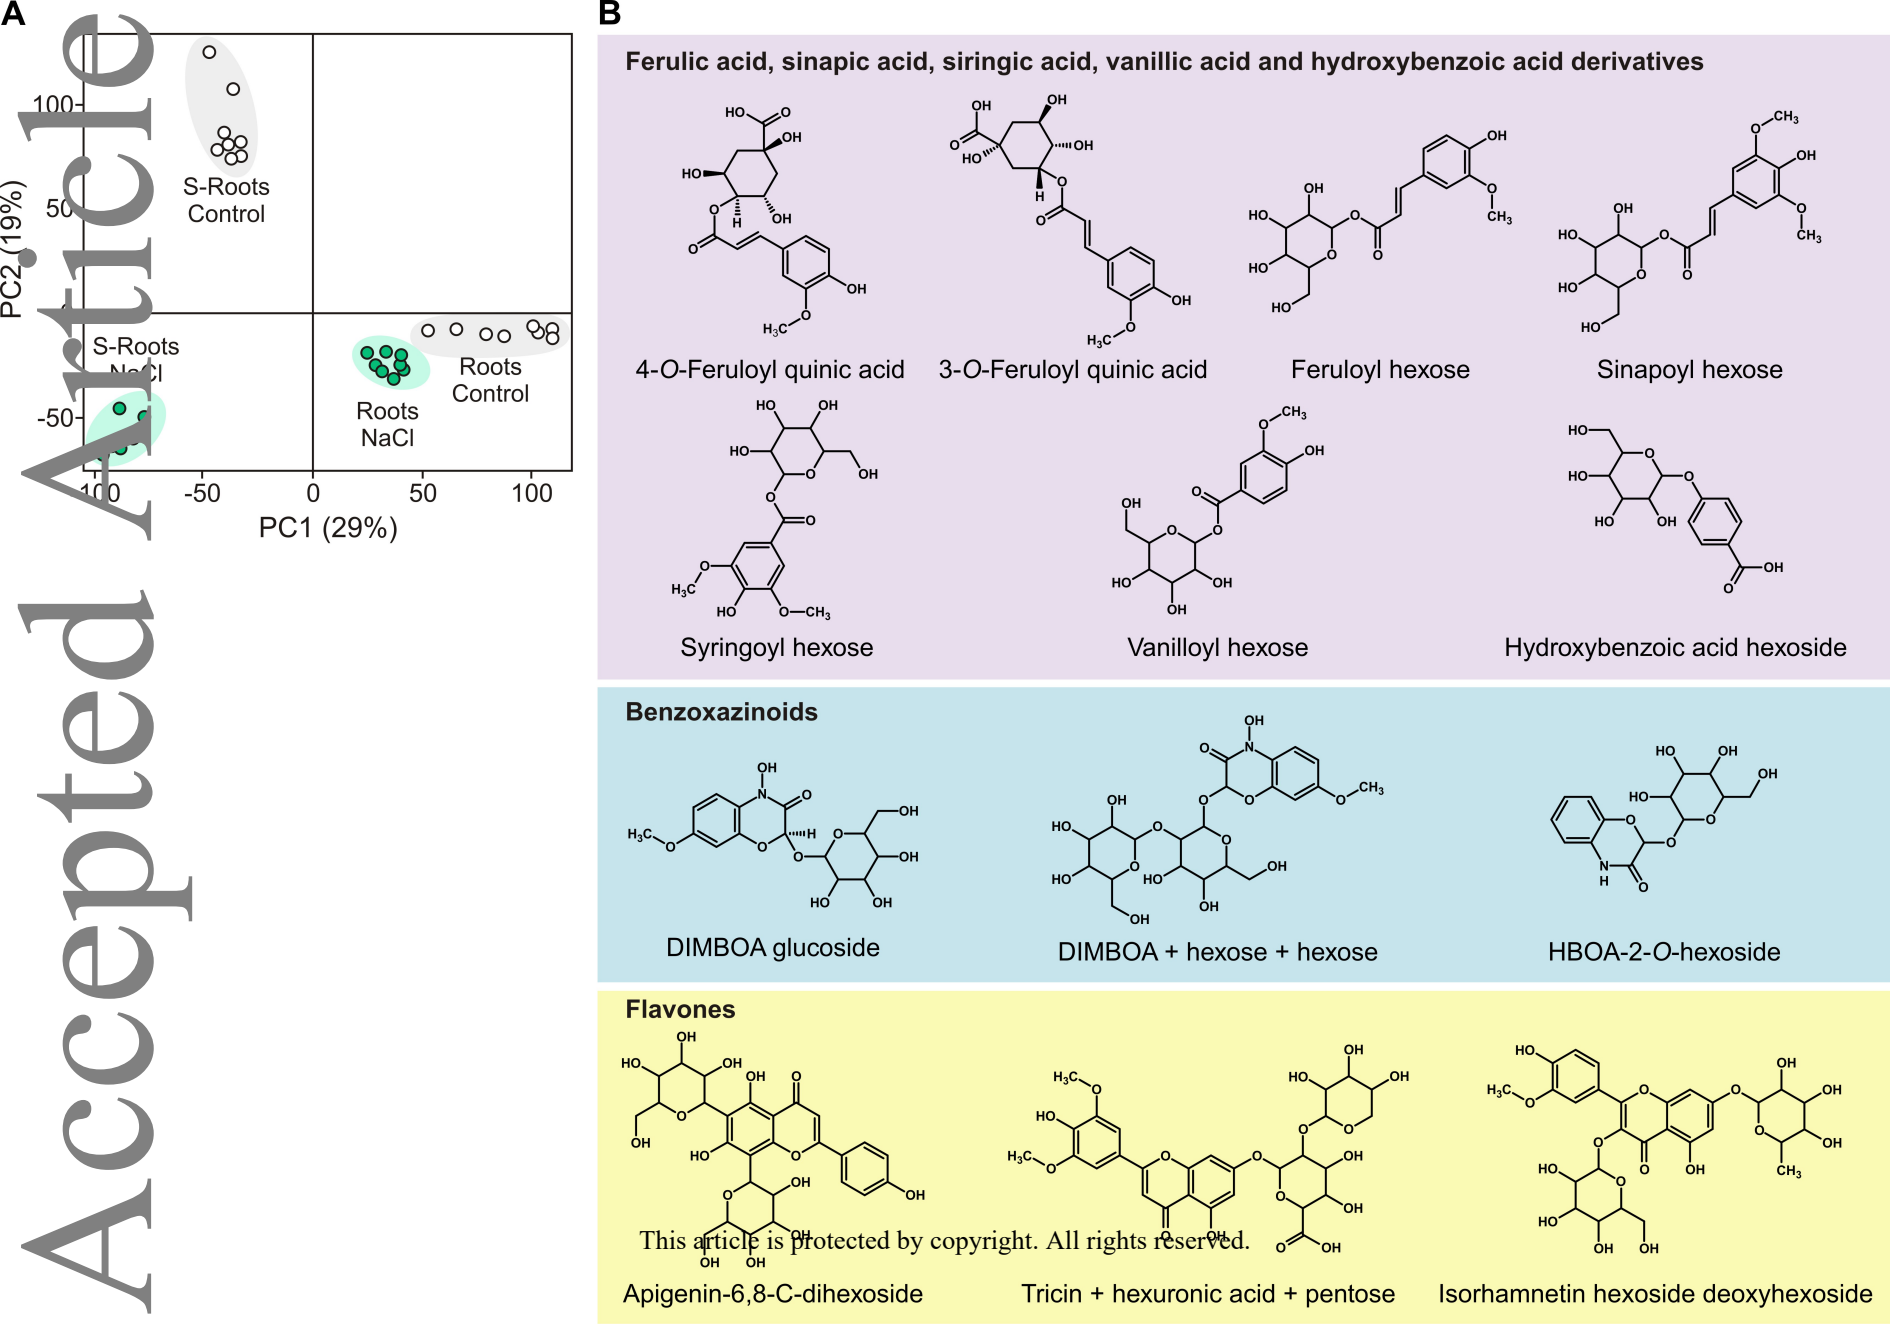 A
B
Accepted Article
PC2 (19%)
100
50
0
-50
S-Roots
Control
S-Roots
NaCl
Roots
NaCl
Roots
Control
-100
-50
0
50
100
PC1 (29%)
Ferulic acid, sinapic acid, siringic acid, vanillic acid and hydroxybenzoic acid derivatives
4-O-Feruloyl quinic acid
3-O-Feruloyl quinic acid
Feruloyl hexose
Sinapoyl hexose
Syringoyl hexose
Vanilloyl hexose
Hydroxybenzoic acid hexoside
Benzoxazinoids
DIMBOA glucoside
DIMBOA + hexose + hexose
HBOA-2-O-hexoside
Flavones
This article is protected by copyright. All rights reserved.
Apigenin-6,8-C-dihexoside
Tricin + hexuronic acid + pentose
Isorhamnetin hexoside deoxyhexoside